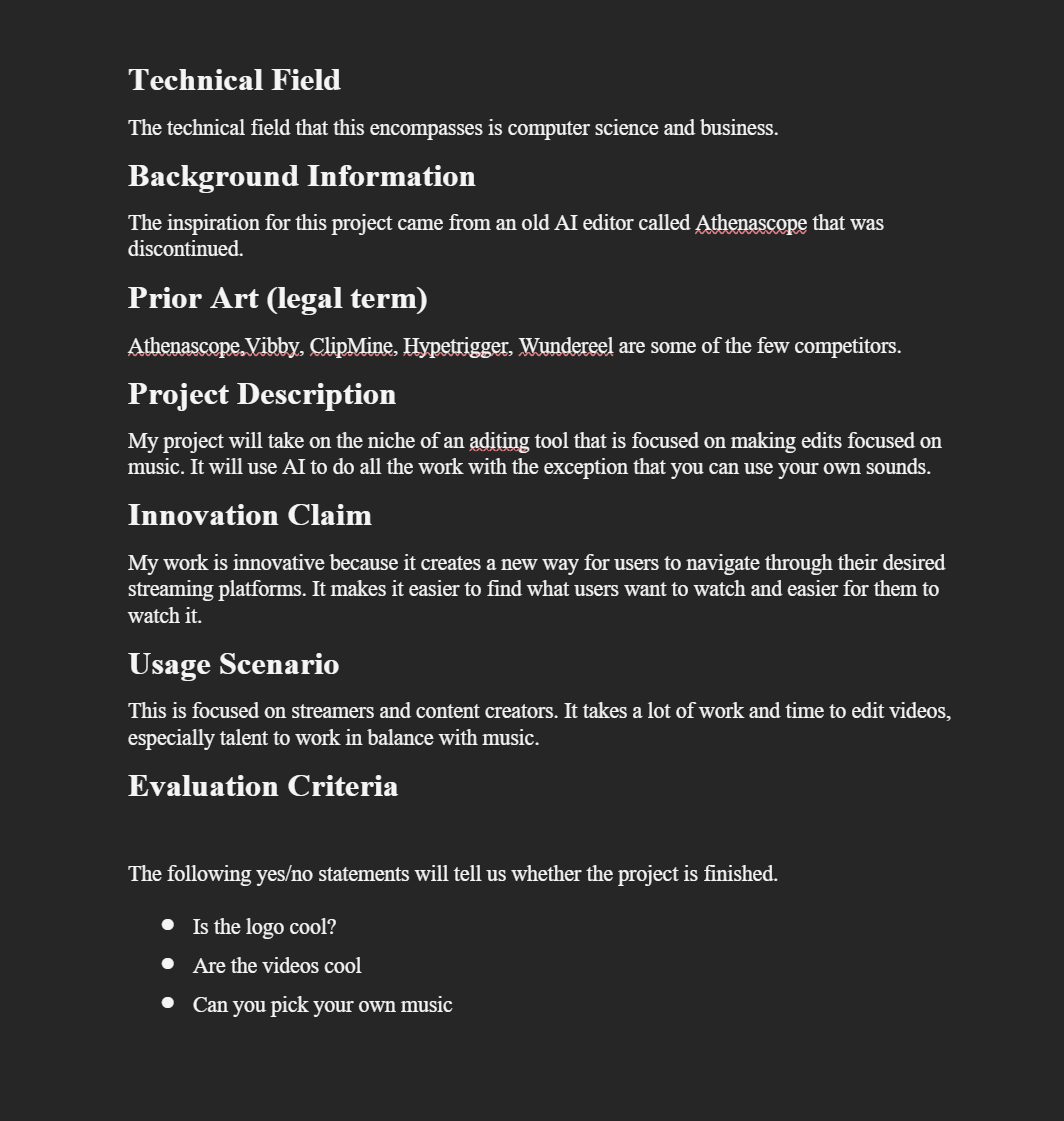 Technical Field
The technical field that this encompasses is computer science and business.
Background Information
The inspiration for this project came from an old AI editor called Athenascope that was
discontinued.
Prior Art (legal term)
Athenascope,Vibby, ClipMine, Hypetrigger, Wundereel are some of the few competitors.
Project Description
My project will take on the niche of an aditing tool that is focused on making edits focused on
music. It will use AI to do all the work with the exception that you can use your own sounds.
Innovation Claim
My work is innovative because it creates a new way for users to navigate through their desired
streaming platforms. It makes it easier to find what users want to watch and easier for them to
watch it.
Usage Scenario
This is focused on streamers and content creators. It takes a lot of work and time to edit videos,
especially talent to work in balance with music.
Evaluation Criteria
The following yes/no statements will tell us whether the project is finished.
● Is the logo cool?
● Are the videos cool
● Can you pick your own music